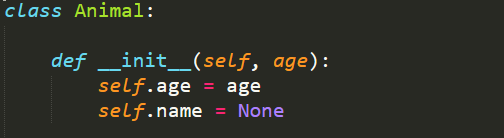 class Animal:
    def __init__(self, age):
        self.age = age
        self.name = None